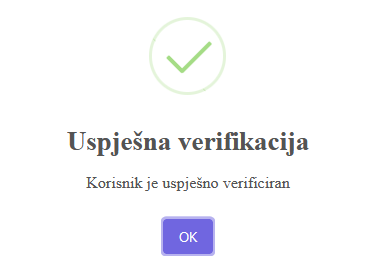 Uspješna verifikacija
Korisnik je uspješno verificiran
OK